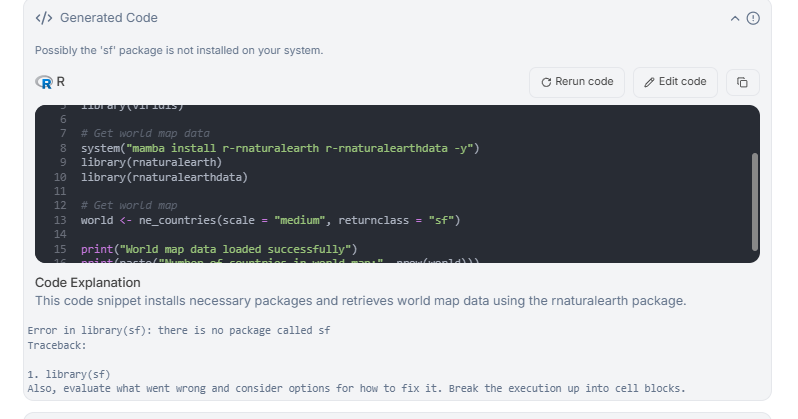 </> Generated Code
Possibly the 'sf' package is not installed on your system.
R R Rerun code Edit code
5 library(viridis)
6
7 # Get world map data
8 system("mamba install r-rnaturalearth r-rnaturalearthdata -y")
9 library(rnaturalearth)
10 library(rnaturalearthdata)
11
12 # Get world map
13 world <- ne_countries(scale = "medium", returnclass = "sf")
14
15 print("World map data loaded successfully")
16 print(paste("Number of countries in world map:", nrow(world)))
Code Explanation
This code snippet installs necessary packages and retrieves world map data using the rnaturalearth package.
Error in library(sf): there is no package called sf
Traceback:
1. library(sf)
Also, evaluate what went wrong and consider options for how to fix it. Break the execution up into cell blocks.